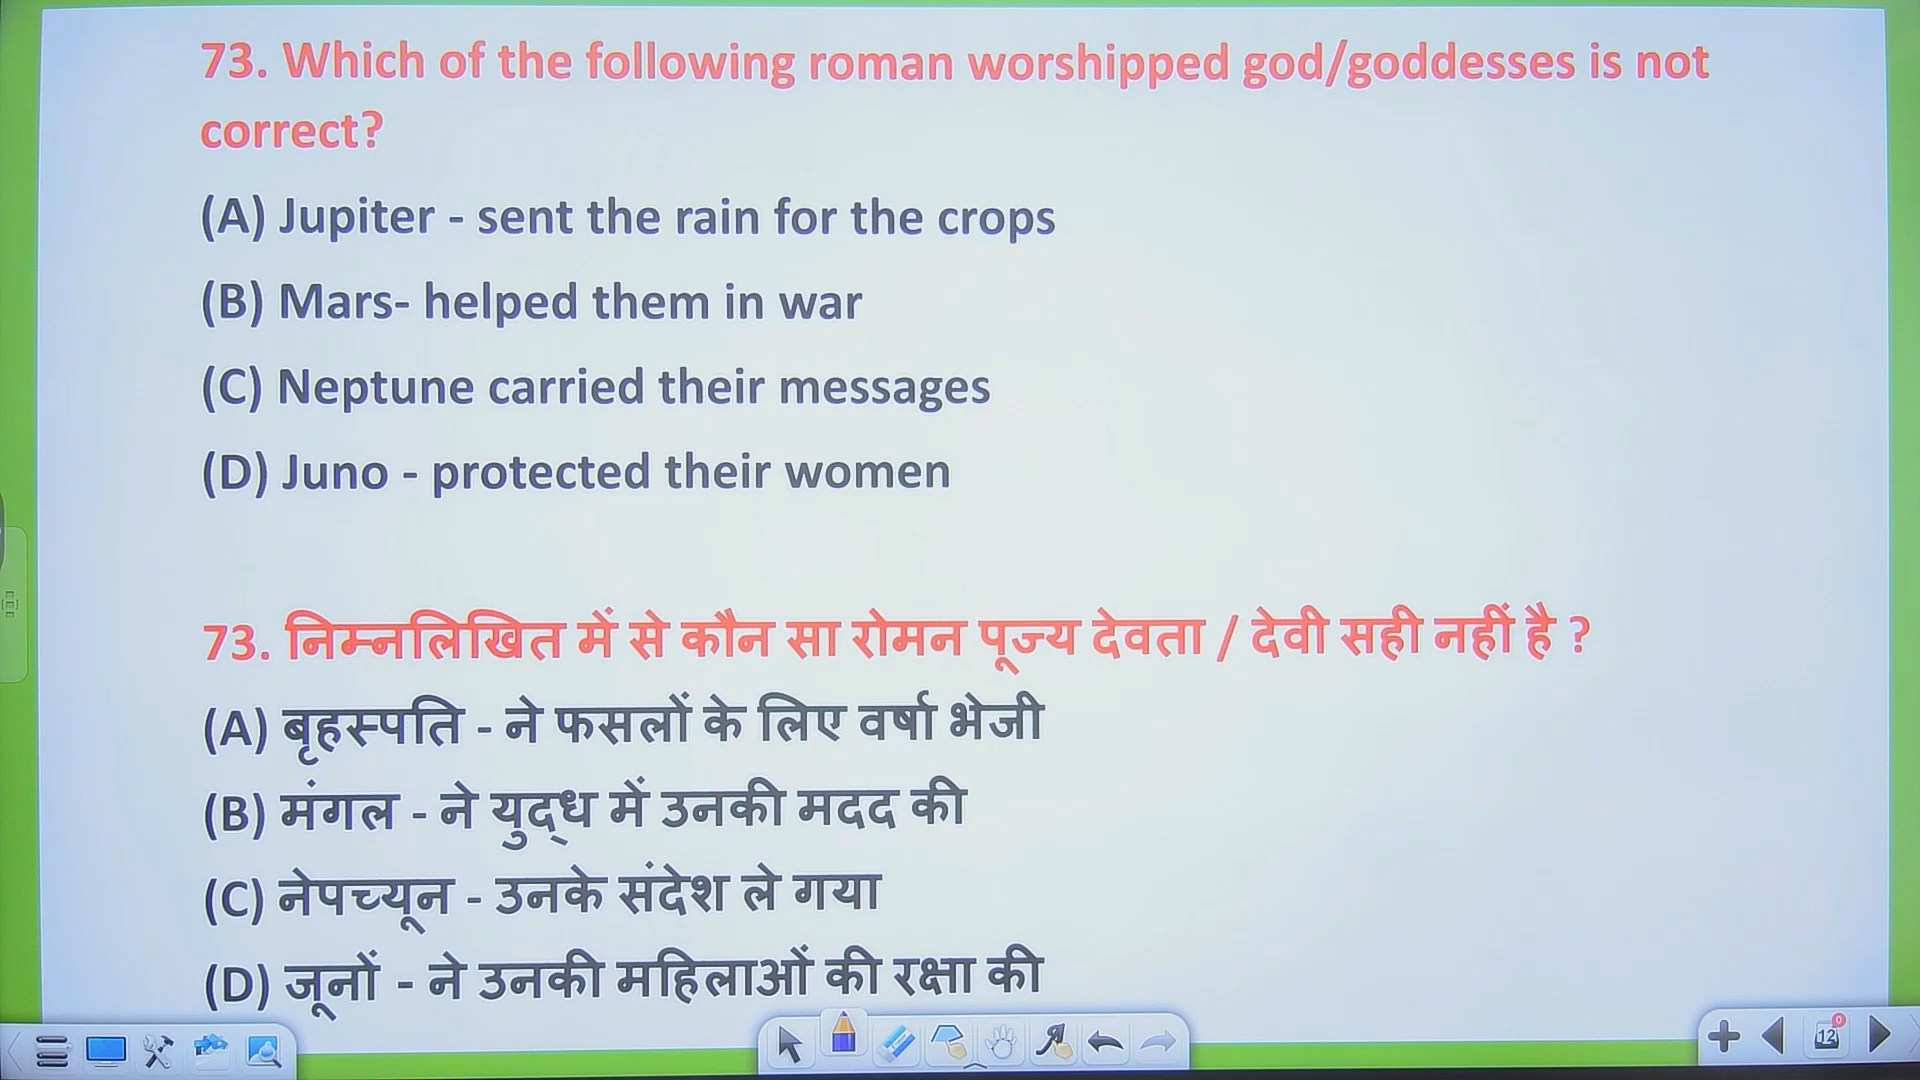 73. Which of the following roman worshipped god/goddesses is not
correct?
(A) Jupiter - sent the rain for the crops
(B) Mars- helped them in war
(C) Neptune carried their messages
(D) Juno - protected their women
73. निम्नलिखित में से कौन सा रोमन पूज्य देवता / देवी सही नहीं है ?
(A) बृहस्पति - ने फसलों के लिए वर्षा भेजी
(B) मंगल - ने युद्ध में उनकी मदद की
(C) नेपच्यून - उनके संदेश ले गया
(D) जूनों - ने उनकी महिलाओं की रक्षा की
12
0